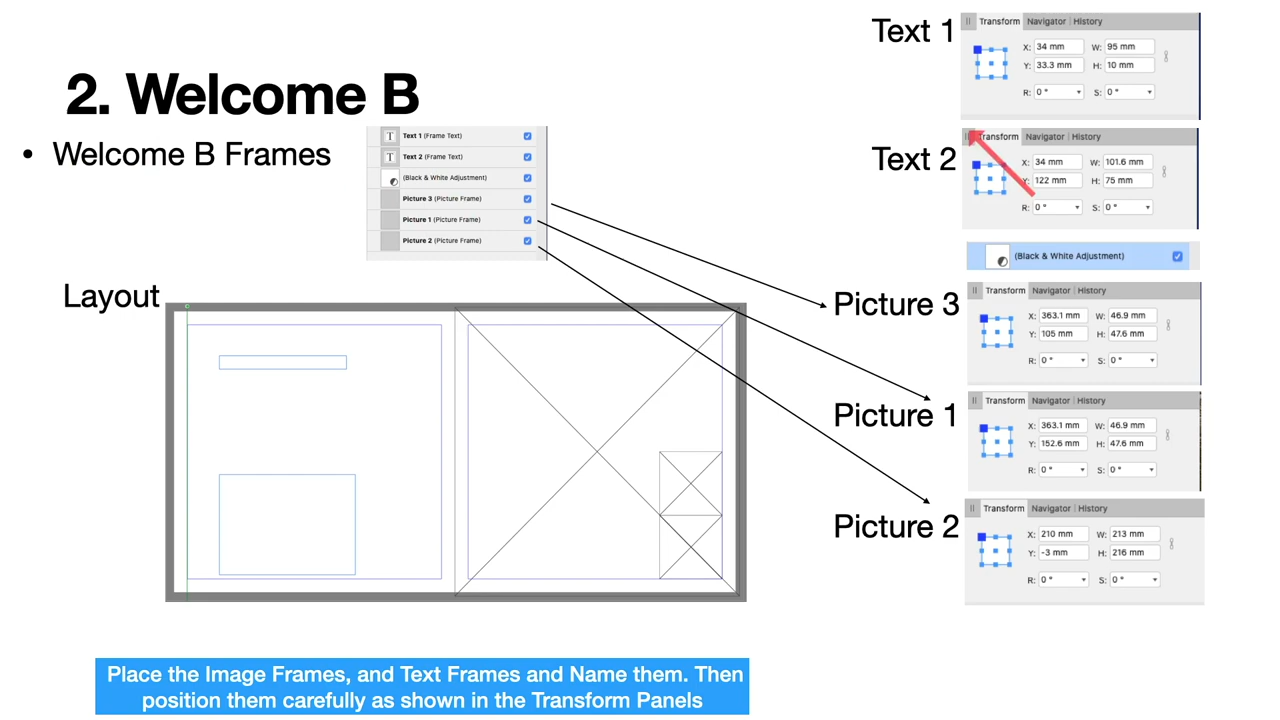 2. Welcome B
• Welcome B Frames
T Text 1 (Frame Text)
T Text 2 (Frame Text)
(Black & White Adjustment)
Picture 3 (Picture Frame)
Picture 1 (Picture Frame)
Picture 2 (Picture Frame)
Layout
Text 1
Transform Navigator History
X: 34 mm W: 95 mm
Y: 33.3 mm H: 10 mm
R: 0 ° S: 0 °
Text 2
Transform Navigator History
X: 34 mm W: 101.6 mm
Y: 122 mm H: 75 mm
R: 0 ° S: 0 °
(Black & White Adjustment)
Picture 3
Transform Navigator History
X: 363.1 mm W: 46.9 mm
Y: 105 mm H: 47.6 mm
R: 0 ° S: 0 °
Picture 1
Transform Navigator History
X: 363.1 mm W: 46.9 mm
Y: 152.6 mm H: 47.6 mm
R: 0 ° S: 0 °
Picture 2
Transform Navigator History
X: 210 mm W: 213 mm
Y: -3 mm H: 216 mm
R: 0 ° S: 0 °
Place the Image Frames, and Text Frames and Name them. Then
position them carefully as shown in the Transform Panels